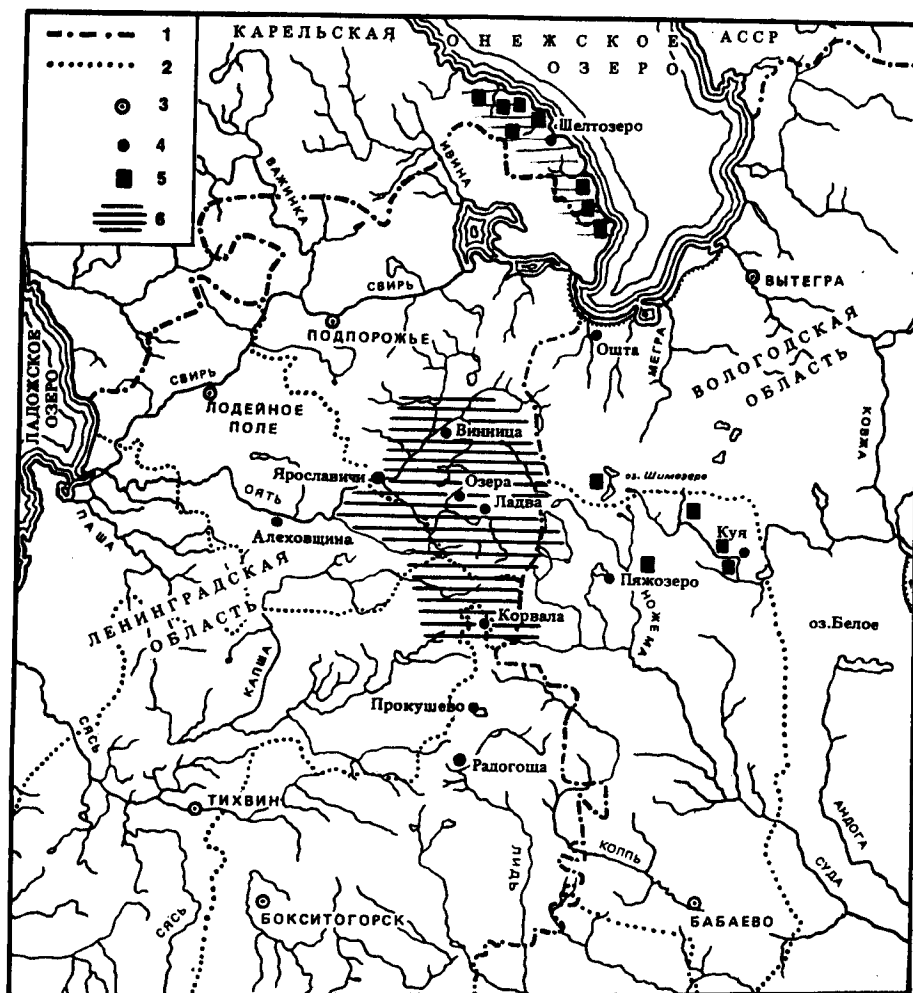 КАРЕЛЬСКАЯ
АССР
ОНЕЖСКОЕ
ОЗЕРО
1
2
3
4
5
6
Шелтозеро
ИВИНА
ВАЖИНКА
СВИРЬ
ПОДПОРОЖЬЕ
ВЫТЕГРА
Ошта
МЕГРА
ВОЛОГОДСКАЯ
ОБЛАСТЬ
КОВЖА
ЛАДОЖСКОЕ
ОЗЕРО
СВИРЬ
ЛОДЕЙНОЕ
ПОЛЕ
Винница
Ярославичи
Озера
Ладва
ОЯТЬ
Алеховщина
ПАША
оз. Шимозеро
Куя
Пяжозеро
НОЖЕМА
ЛЕНИНГРАДСКАЯ
ОБЛАСТЬ
Корвала
оз.Белое
КАПША
Прокушево
Радогоща
СЯСЬ
ТИХВИН
СЯСЬ
БОКСИТОГОРСК
ЛИДЬ
КОЛПЬ
БАБАЕВО
СУДА
АНДОГА